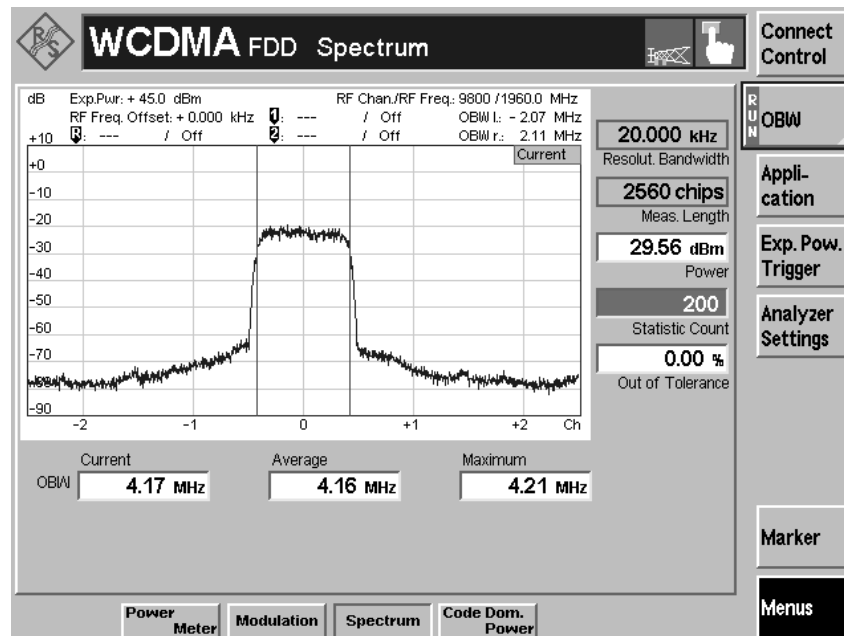 R S
WCDMA FDD Spectrum
Connect Control
dB Exp.Pwr: + 45.0 dBm RF Chan./RF Freq.: 9800 /1960.0 MHz
RF Freq. Offset: + 0.000 kHz 1: --- / Off OBW l.: - 2.07 MHz
+10 R: --- / Off 2: --- / Off OBW r.: 2.11 MHz
Current
+0
-10
-20
-30
-40
-50
-60
-70
-80
-90
-2 -1 0 +1 +2 Ch
20.000 kHz
Resolut. Bandwidth
2560 chips
Meas. Length
29.56 dBm
Power
200
Statistic Count
0.00 %
Out of Tolerance
Current Average Maximum
OBW 4.17 MHz 4.16 MHz 4.21 MHz
RUN OBW
Appli-
cation
Exp. Pow.
Trigger
Analyzer
Settings
Marker
Menus
Power Meter
Modulation
Spectrum
Code Dom. Power